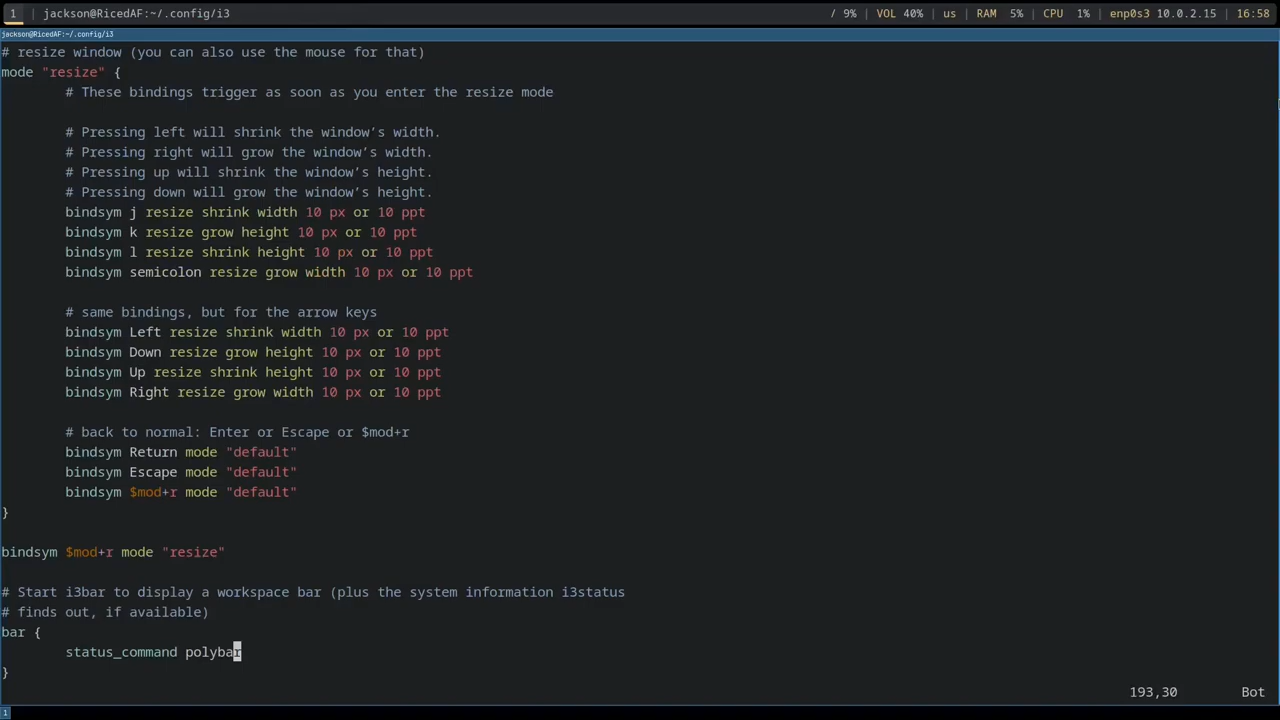 1 | jackson@RicedAF:~/.config/i3 / 9% | VOL 40% | us | RAM 5% | CPU 1% | enp0s3 10.0.2.15 | 16:58
jackson@RicedAF:~/.config/i3
# resize window (you can also use the mouse for that)
mode "resize" {
# These bindings trigger as soon as you enter the resize mode
# Pressing left will shrink the window’s width.
# Pressing right will grow the window’s width.
# Pressing up will shrink the window’s height.
# Pressing down will grow the window’s height.
bindsym j resize shrink width 10 px or 10 ppt
bindsym k resize grow height 10 px or 10 ppt
bindsym l resize shrink height 10 px or 10 ppt
bindsym semicolon resize grow width 10 px or 10 ppt
# same bindings, but for the arrow keys
bindsym Left resize shrink width 10 px or 10 ppt
bindsym Down resize grow height 10 px or 10 ppt
bindsym Up resize shrink height 10 px or 10 ppt
bindsym Right resize grow width 10 px or 10 ppt
# back to normal: Enter or Escape or $mod+r
bindsym Return mode "default"
bindsym Escape mode "default"
bindsym $mod+r mode "default"
}
bindsym $mod+r mode "resize"
# Start i3bar to display a workspace bar (plus the system information i3status
# finds out, if available)
bar {
status_command polybar
}
193,30 Bot
1